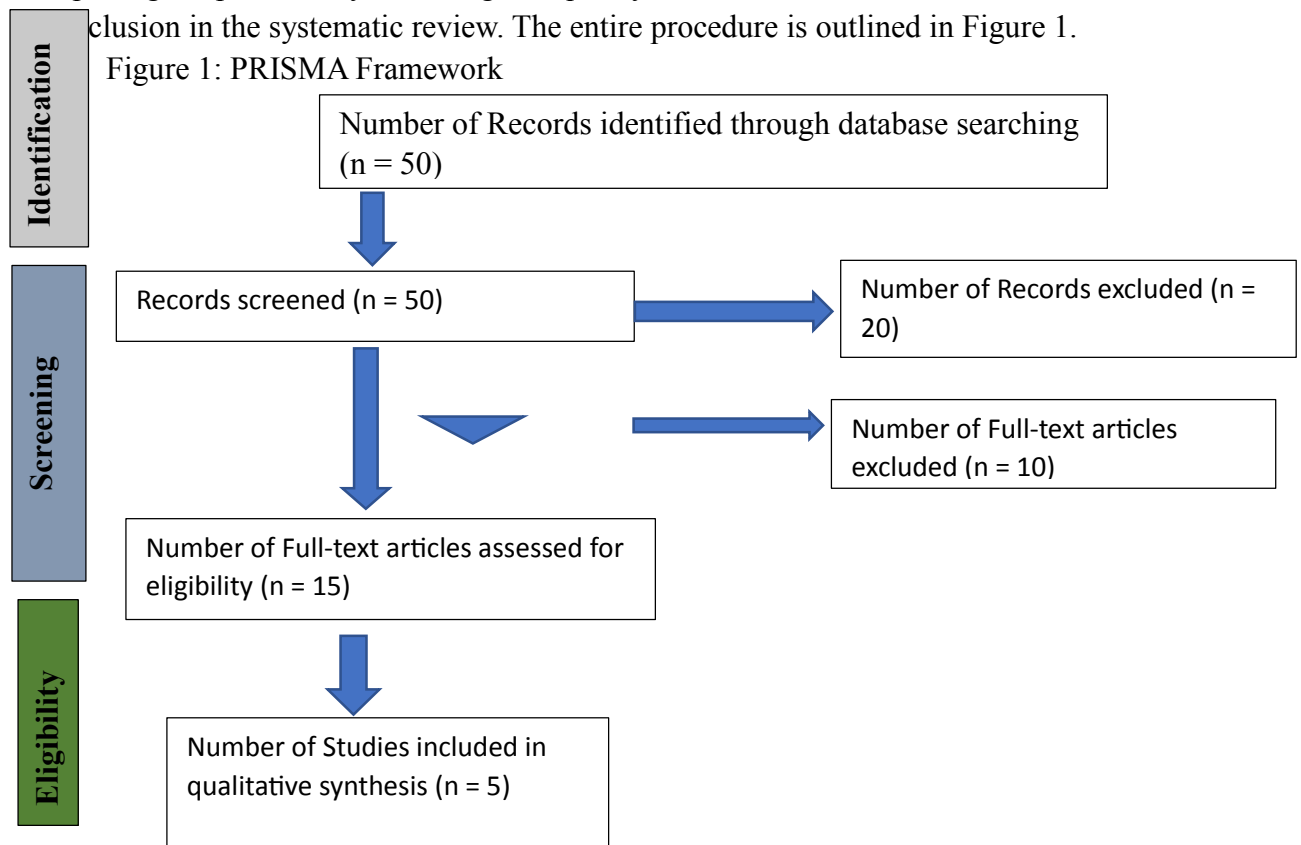 clusion in the systematic review. The entire procedure is outlined in Figure 1.
Figure 1: PRISMA Framework
Identification
Number of Records identified through database searching
(n = 50)
Screening
Records screened (n = 50)
Number of Records excluded (n =
20)
Number of Full-text articles
excluded (n = 10)
Number of Full-text articles assessed for
eligibility (n = 15)
Eligibility
Number of Studies included in
qualitative synthesis (n = 5)